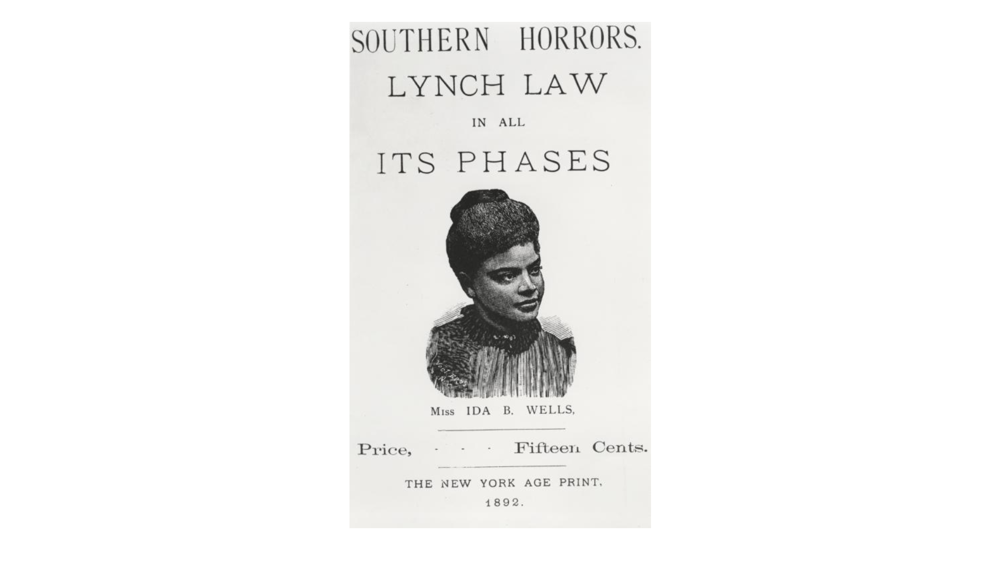 SOUTHERN HORRORS.
LYNCH LAW
IN ALL
ITS PHASES
Miss IDA B. WELLS,
Price, - - - Fifteen Cents.
THE NEW YORK AGE PRINT,
1892.